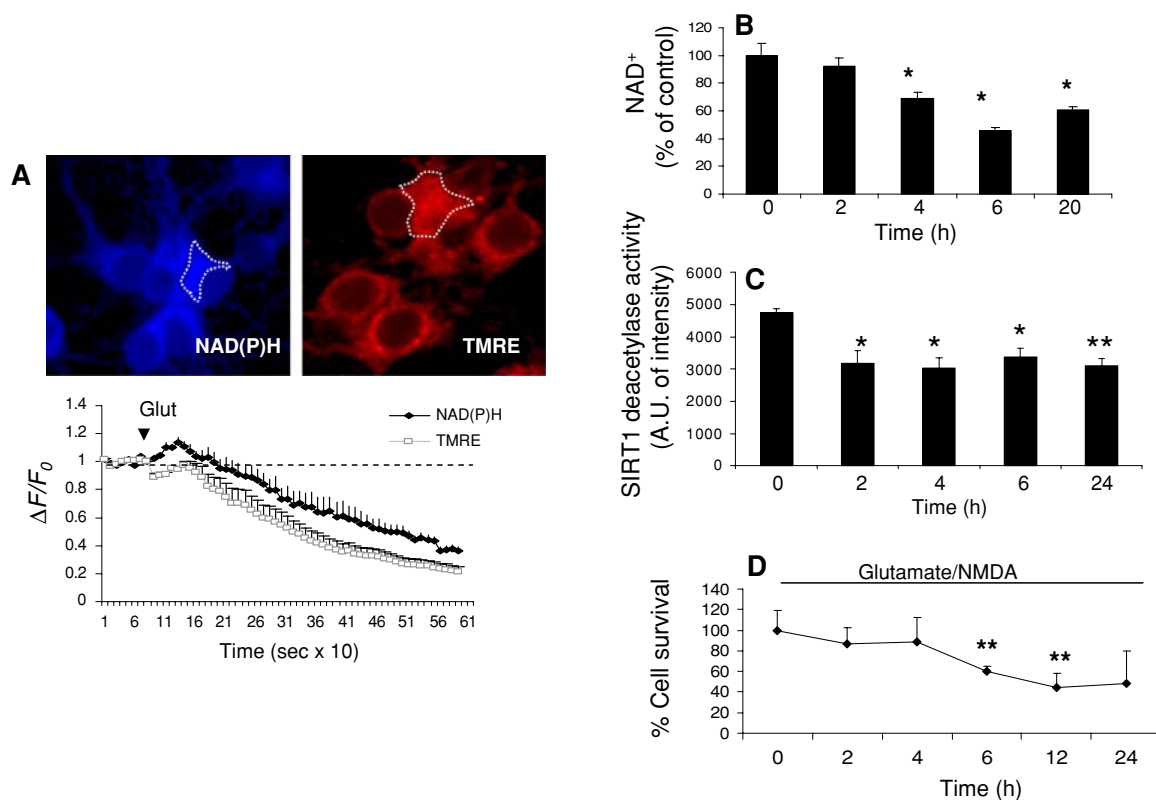 A
NAD(P)H
TMRE
1.4
1.2
1
0.8
0.6
0.4
0.2
0
ΔF/F0
Glut
NAD(P)H
TMRE
1 6 11 16 21 26 31 36 41 46 51 56 61
Time (sec x 10)
B
NAD+
(% of control)
120
100
80
60
40
20
0
* * *
0 2 4 6 20
Time (h)
C
SIRT1 deacetylase activity
(A.U. of intensity)
6000
5000
4000
3000
2000
1000
0
* * * **
0 2 4 6 24
Time (h)
D
Glutamate/NMDA
% Cell survival
140
120
100
80
60
40
20
0
** **
0 2 4 6 12 24
Time (h)